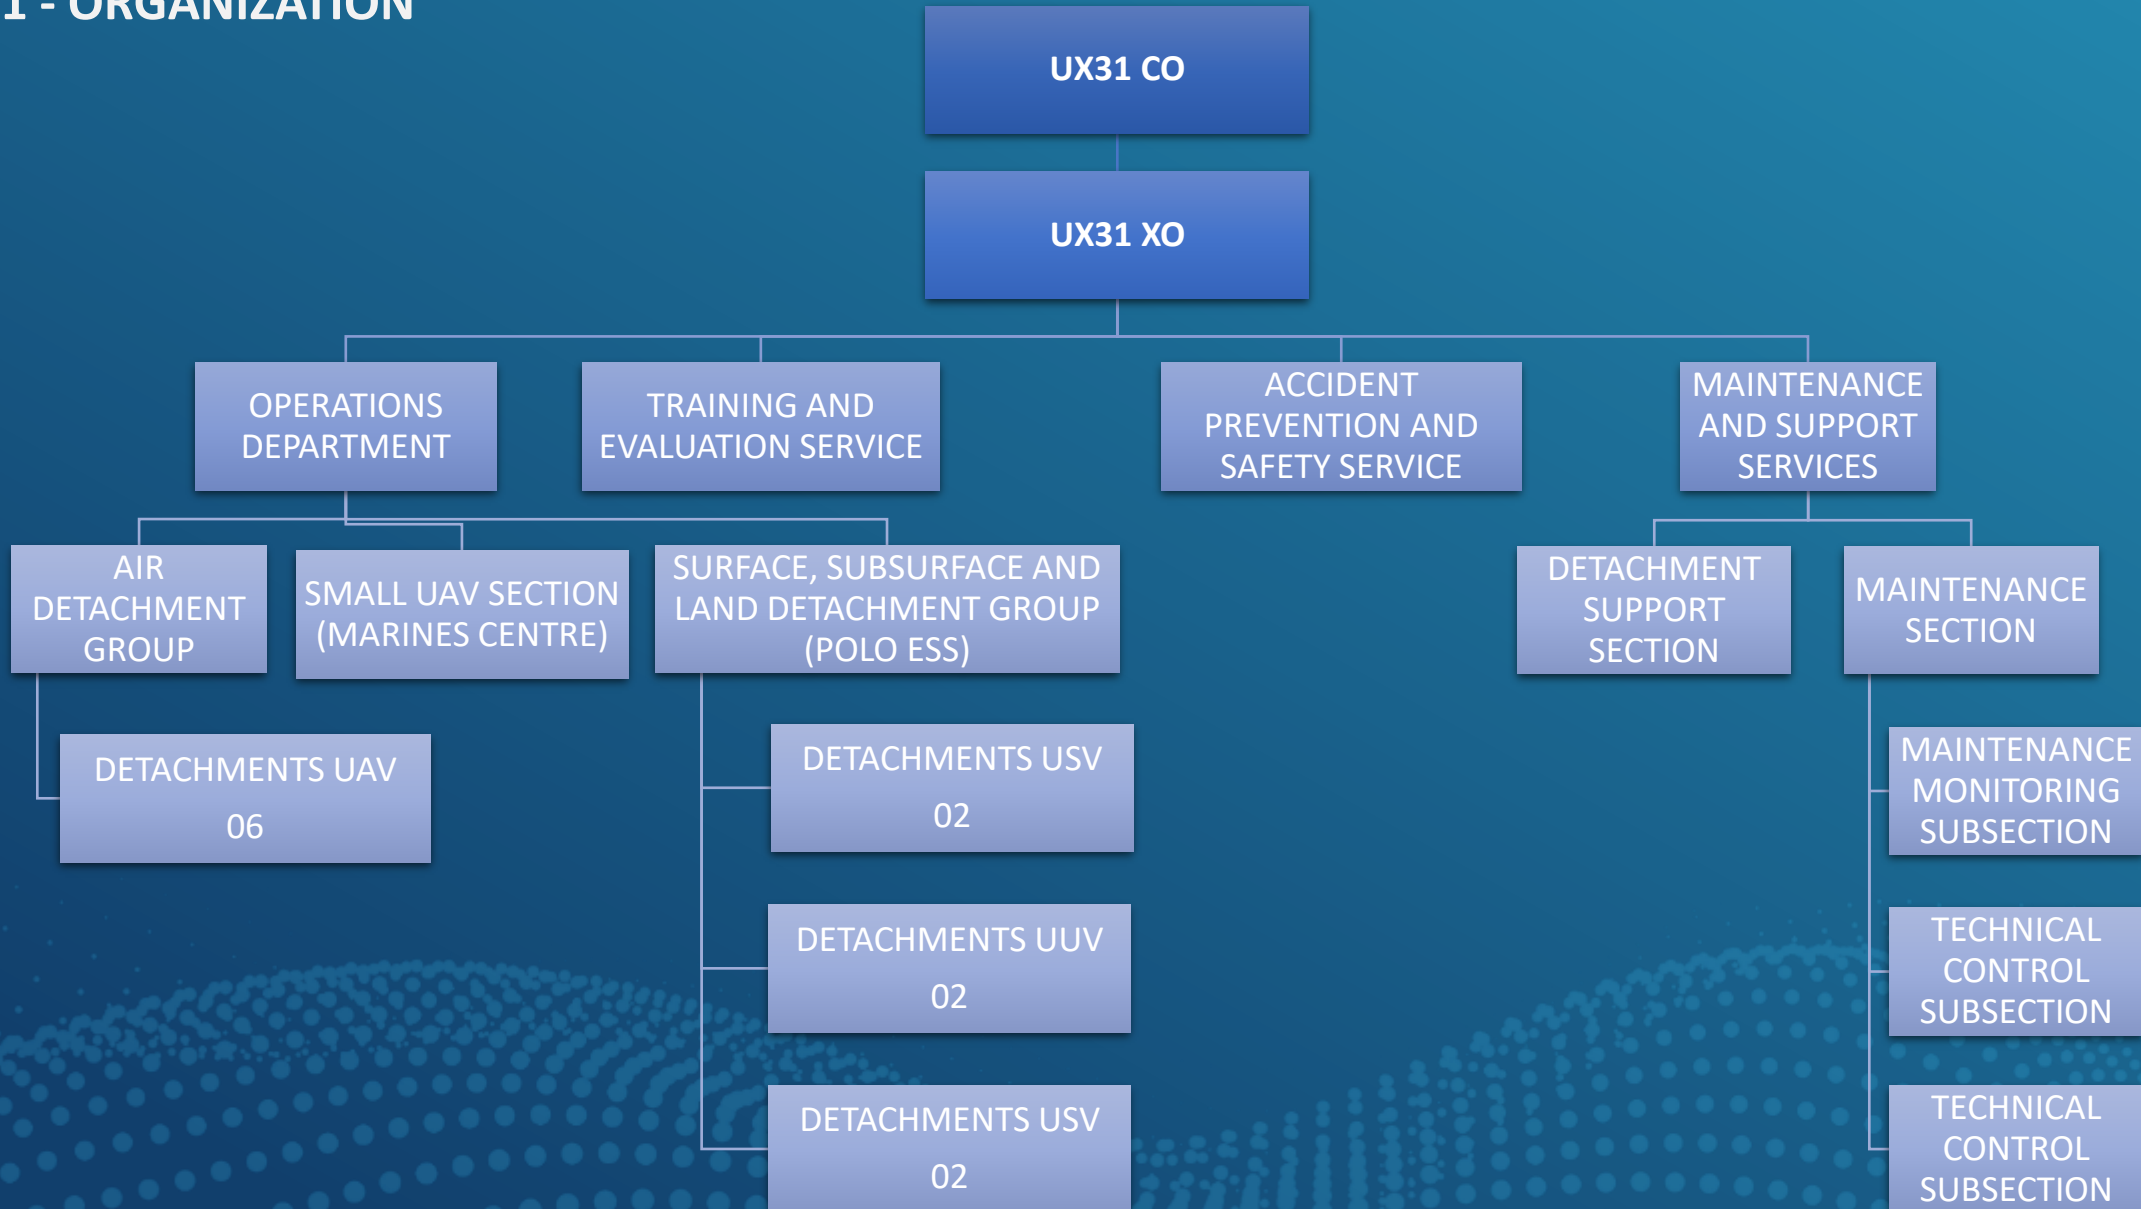 1 - ORGANIZATION
UX31 CO
UX31 XO
OPERATIONS
DEPARTMENT
TRAINING AND
EVALUATION SERVICE
ACCIDENT
PREVENTION AND
SAFETY SERVICE
MAINTENANCE
AND SUPPORT
SERVICES
AIR
DETACHMENT
GROUP
SMALL UAV SECTION
(MARINES CENTRE)
SURFACE, SUBSURFACE AND
LAND DETACHMENT GROUP
(POLO ESS)
DETACHMENT
SUPPORT
SECTION
MAINTENANCE
SECTION
DETACHMENTS UAV
06
DETACHMENTS USV
02
MAINTENANCE
MONITORING
SUBSECTION
DETACHMENTS UUV
02
TECHNICAL
CONTROL
SUBSECTION
DETACHMENTS USV
02
TECHNICAL
CONTROL
SUBSECTION